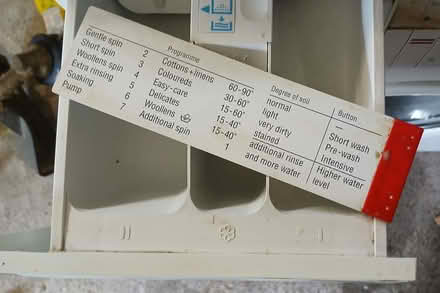 Gentle spin 2
Short spin 3
Woollens spin 4
Extra rinsing 5
Soaking 6
Pump 7
Programme
Cottons+linens 60-90°
Coloureds 30-60°
Easy-care 15-60°
Delicates 15-40°
Woollens 15-40°
Additional spin 1
Degree of soil Button
normal —
light Short wash
very dirty Pre-wash
stained Intensive
additional rinse Higher water
and more water level
II
I